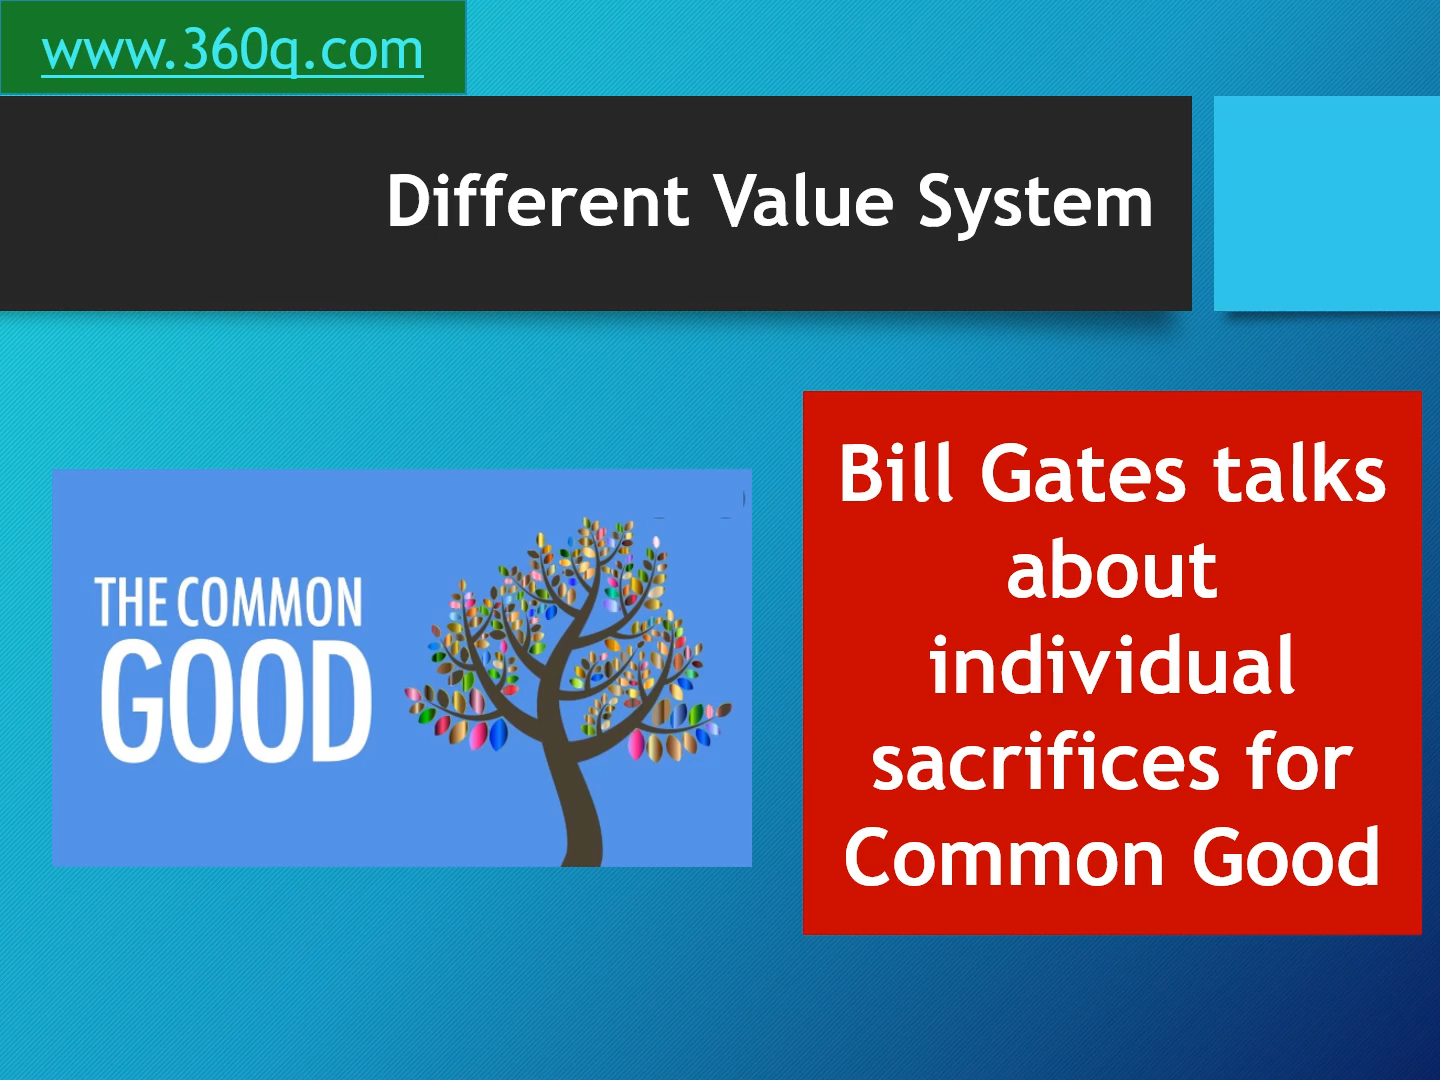 www.360q.com
Different Value System
THE COMMON
GOOD
Bill Gates talks
about
individual
sacrifices for
Common Good